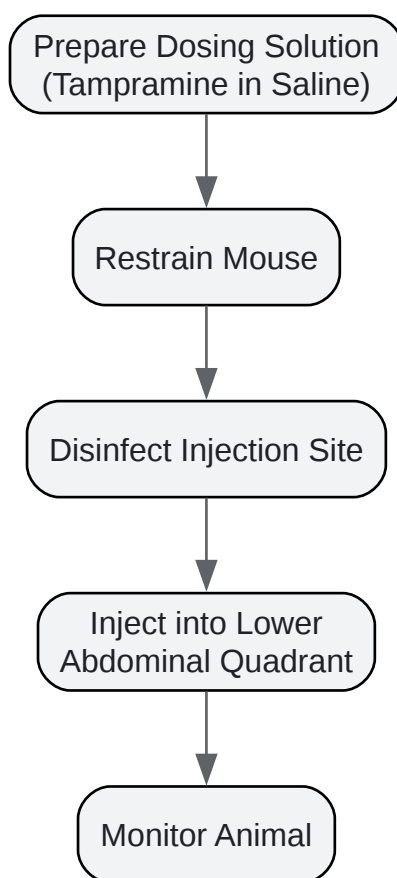 Prepare Dosing Solution
(Tampramine in Saline)
Restrain Mouse
Disinfect Injection Site
Inject into Lower
Abdominal Quadrant
Monitor Animal